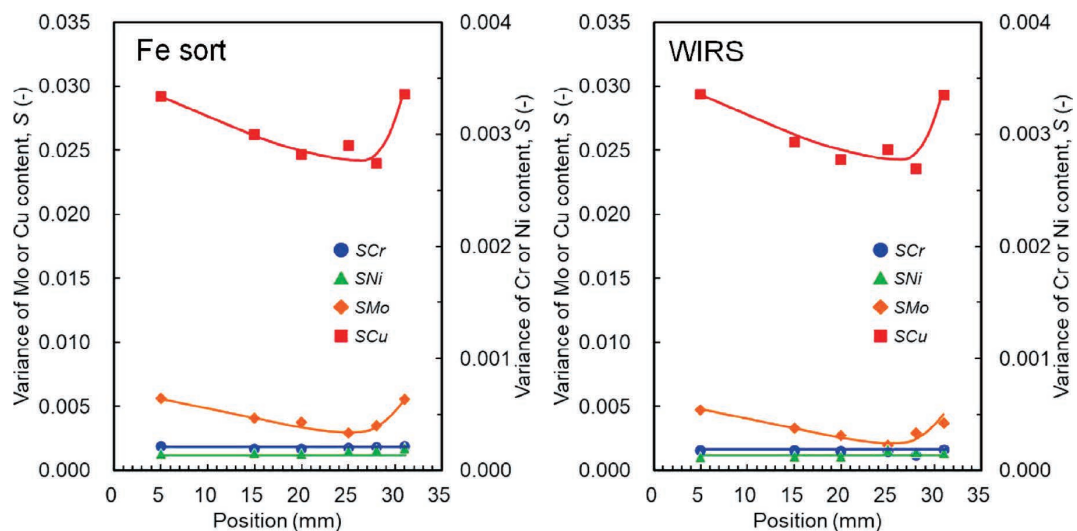 Fe sort
Variance of Mo or Cu content, S (-)
0.035
0.030
0.025
0.020
0.015
0.010
0.005
0.000
SCr
SNi
SMo
SCu
0.004
0.003
0.002
0.001
0.000
Variance of Cr or Ni content, S (-)
0 5 10 15 20 25 30 35
Position (mm)
WIRS
Variance of Mo or Cu content, S (-)
0.035
0.030
0.025
0.020
0.015
0.010
0.005
0.000
SCr
SNi
SMo
SCu
0.004
0.003
0.002
0.001
0.000
Variance of Cr or Ni content, S (-)
0 5 10 15 20 25 30 35
Position (mm)